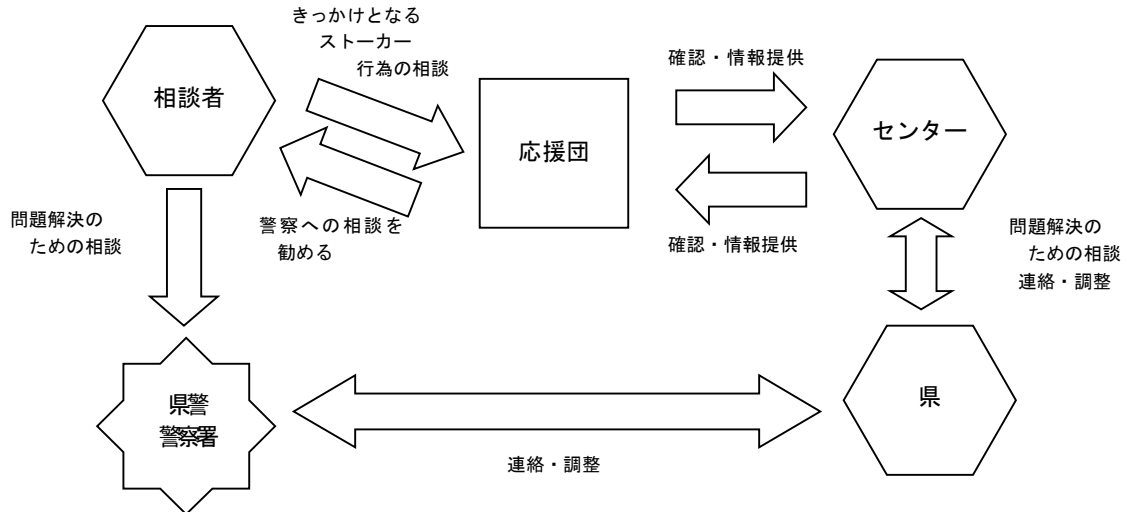 きっかけとなる
ストーカー
行為の相談
相談者
応援団
確認・情報提供
センター
問題解決の
ための相談
警察への相談を
勧める
確認・情報提供
問題解決の
ための相談
連絡・調整
県警
警察署
県
連絡・調整